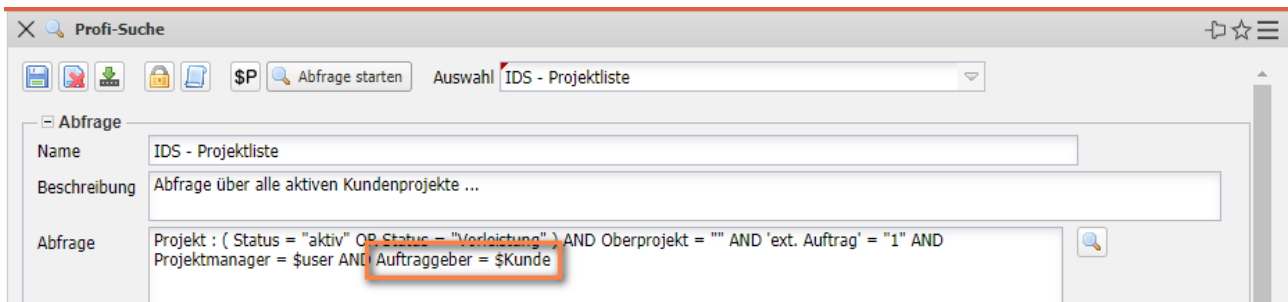 Profi-Suche
$P Abfrage starten Auswahl IDS - Projektliste
Abfrage
Name IDS - Projektliste
Beschreibung Abfrage über alle aktiven Kundenprojekte ...
Abfrage Projekt : ( Status = "aktiv" OR Status = "Vorleistung" ) AND Oberprojekt = "" AND 'ext. Auftrag' = "1" AND
Projektmanager = $user AND Auftraggeber = $Kunde